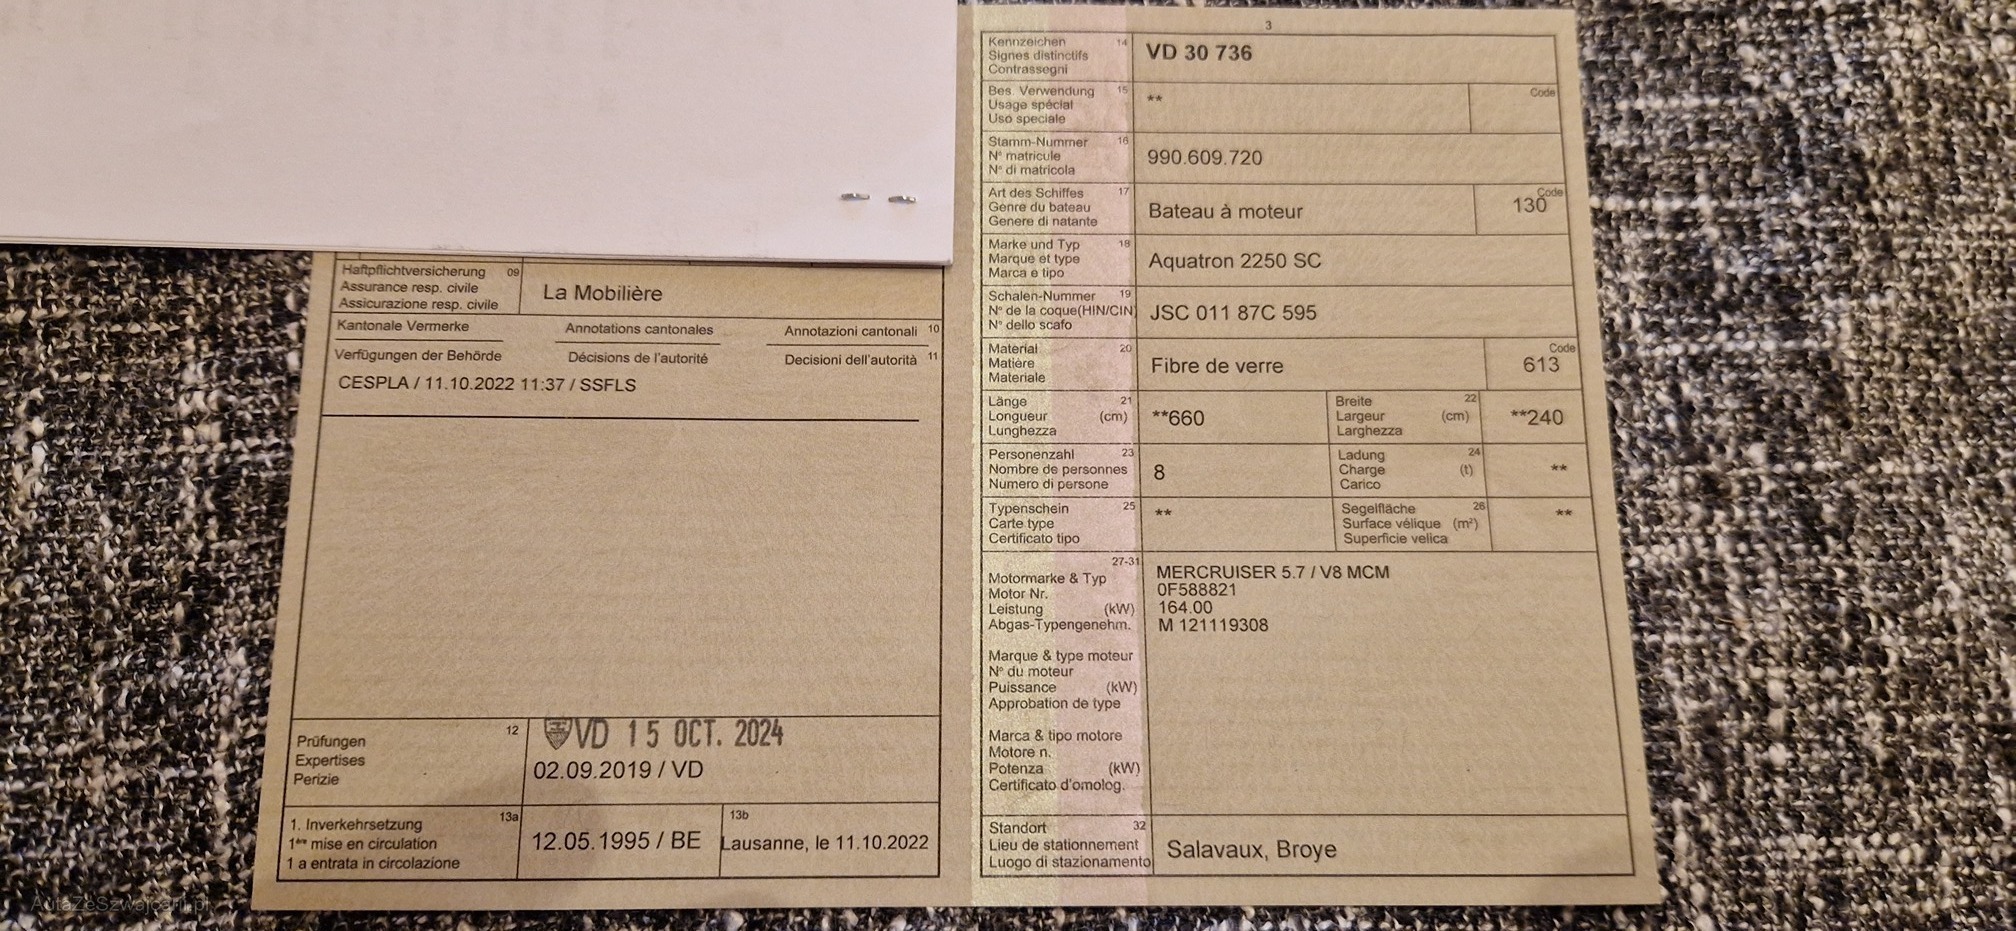 Haftpflichtversicherung 09
Assurance resp. civile
Assicurazione resp. civile
La Mobilière
Kantonale Vermerke Annotations cantonales Annotazioni cantonali 10
Verfügungen der Behörde Décisions de l'autorité Decisioni dell'autorità 11
CESPLA / 11.10.2022 11:37 / SSFLS
Prüfungen 12
Expertises
Perizie
VD 15 OCT. 2024
02.09.2019 / VD
1. Inverkehrsetzung 13a
1ère mise en circulation
1 a entrata in circolazione
12.05.1995 / BE
13b
Lausanne, le 11.10.2022
3
Kennzeichen 14
Signes distinctifs
Contrassegni
VD 30 736
Bes. Verwendung 15
Usage spécial
Uso speciale
**
Code
Stamm-Nummer 16
N° matricule
N° di matricola
990.609.720
Art des Schiffes 17
Genre du bateau
Genere di natante
Bateau à moteur
Code
130
Marke und Typ 18
Marque et type
Marca e tipo
Aquatron 2250 SC
Schalen-Nummer 19
N° de la coque(HIN/CIN)
N° dello scafo
JSC 011 87C 595
Material 20
Matière
Materiale
Fibre de verre
Code
613
Länge 21
Longueur (cm)
Lunghezza
**660
Breite 22
Largeur (cm)
Larghezza
**240
Personenzahl 23
Nombre de personnes
Numero di persone
8
Ladung 24
Charge (t)
Carico
**
Typenschein 25
Carte type
Certificato tipo
**
Segelfläche 26
Surface vélique (m²)
Superficie velica
**
27-31
Motormarke & Typ
Motor Nr.
Leistung (kW)
Abgas-Typengenehm.
MERCRUISER 5.7 / V8 MCM
0F588821
164.00
M 121119308
Marque & type moteur
N° du moteur
Puissance (kW)
Approbation de type
Marca & tipo motore
Motore n.
Potenza (kW)
Certificato d'omolog.
Standort 32
Lieu de stationnement
Luogo di stazionamento
Salavaux, Broye
AutaZeSzwajcarii.pl